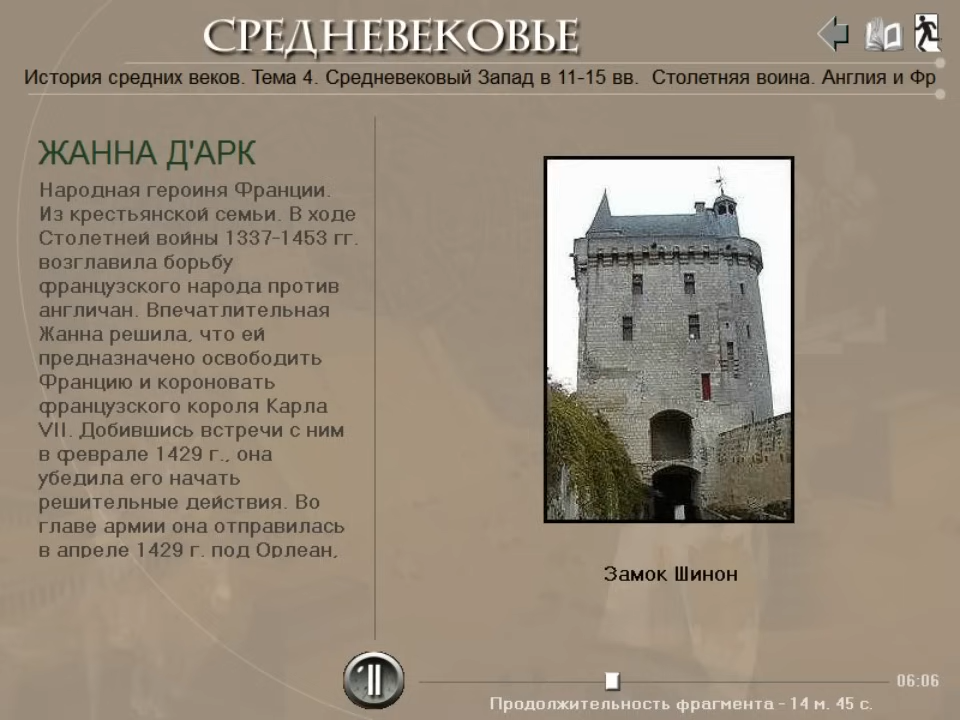 СРЕДНЕВЕКОВЬЕ
История средних веков. Тема 4. Средневековый Запад в 11-15 вв. Столетняя воина. Англия и Фр
ЖАННА Д'АРК
Народная героиня Франции.
Из крестьянской семьи. В ходе
Столетней войны 1337-1453 гг.
возглавила борьбу
французского народа против
англичан. Впечатлительная
Жанна решила, что ей
предназначено освободить
Францию и короновать
французского короля Карла
VII. Добившись встречи с ним
в феврале 1429 г., она
убедила его начать
решительные действия. Во
главе армии она отправилась
в апреле 1429 г. под Орлеан,
Замок Шинон
06:06
Продолжительность фрагмента - 14 м. 45 с.